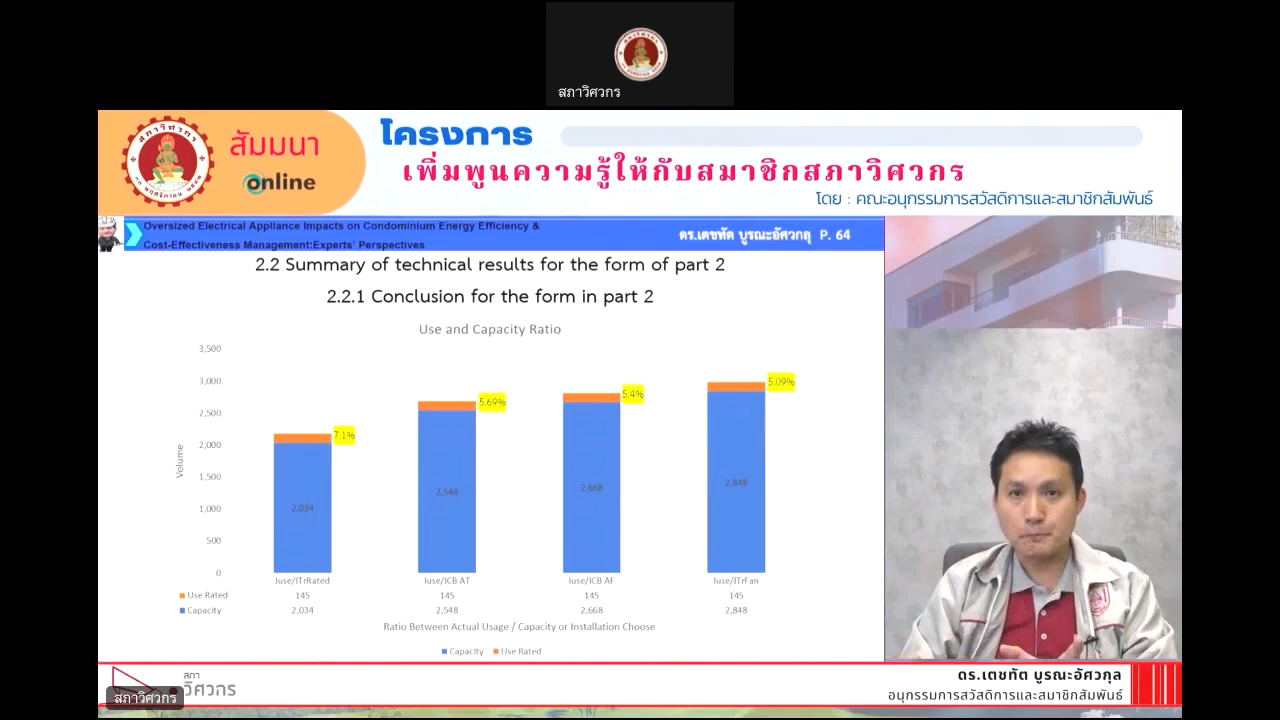 สภาวิศวกร
สัมมนา
online
โครงการ
เพิ่มพูนความรู้ให้กับสมาชิกสภาวิศวกร
โดย : คณะอนุกรรมการสวัสดิการและสมาชิกสัมพันธ์
Oversized Electrical Appliance Impacts on Condominium Energy Efficiency &
Cost-Effectiveness Management:Experts' Perspectives
ดร.เตชทัต บูรณะอัศวกุล P. 64
2.2 Summary of technical results for the form of part 2
2.2.1 Conclusion for the form in part 2
Use and Capacity Ratio
Volume
3,500
3,000
2,500
2,000
1,500
1,000
500
0
7.1%
5.69%
5.4%
5.09%
2,034
2,548
2,668
2,848
Iuse/ITrRated Iuse/ICB AT Iuse/ICB AF Iuse/ITrFan
Use Rated 145 145 145 145
Capacity 2,034 2,548 2,668 2,848
Ratio Between Actual Usage / Capacity or Installation Choose
Capacity Use Rated
สภา
วิศวกร
สภาวิศวกร
ดร.เตชทัต บูรณะอัศวกุล
อนุกรรมการสวัสดิการและสมาชิกสัมพันธ์